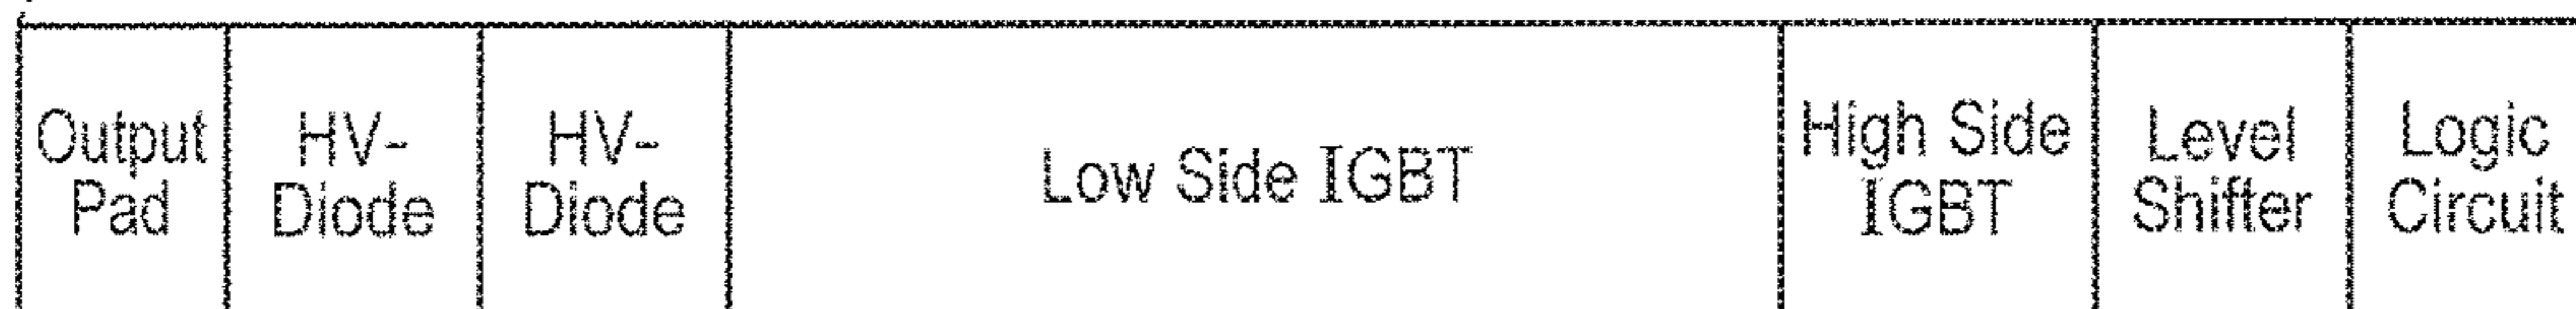 Output
Pad
HV-
Diode
HV-
Diode
Low Side IGBT
High Side
IGBT
Level
Shifter
Logic
Circuit